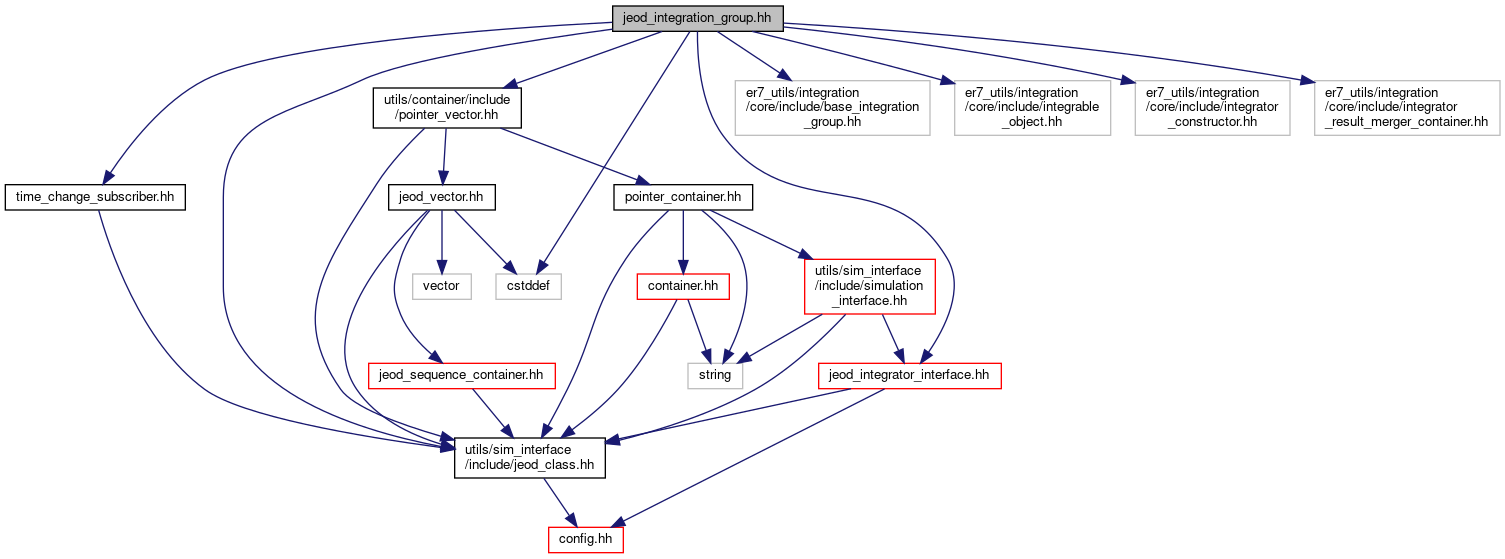 jeod_integration_group.hh
utils/container/include
/pointer_vector.hh
er7_utils/integration
/core/include/base_integration
_group.hh
er7_utils/integration
/core/include/integrable
_object.hh
er7_utils/integration
/core/include/integrator
_constructor.hh
er7_utils/integration
/core/include/integrator
_result_merger_container.hh
time_change_subscriber.hh
jeod_vector.hh
pointer_container.hh
vector
cstddef
container.hh
utils/sim_interface
/include/simulation
_interface.hh
jeod_sequence_container.hh
string
jeod_integrator_interface.hh
utils/sim_interface
/include/jeod_class.hh
config.hh